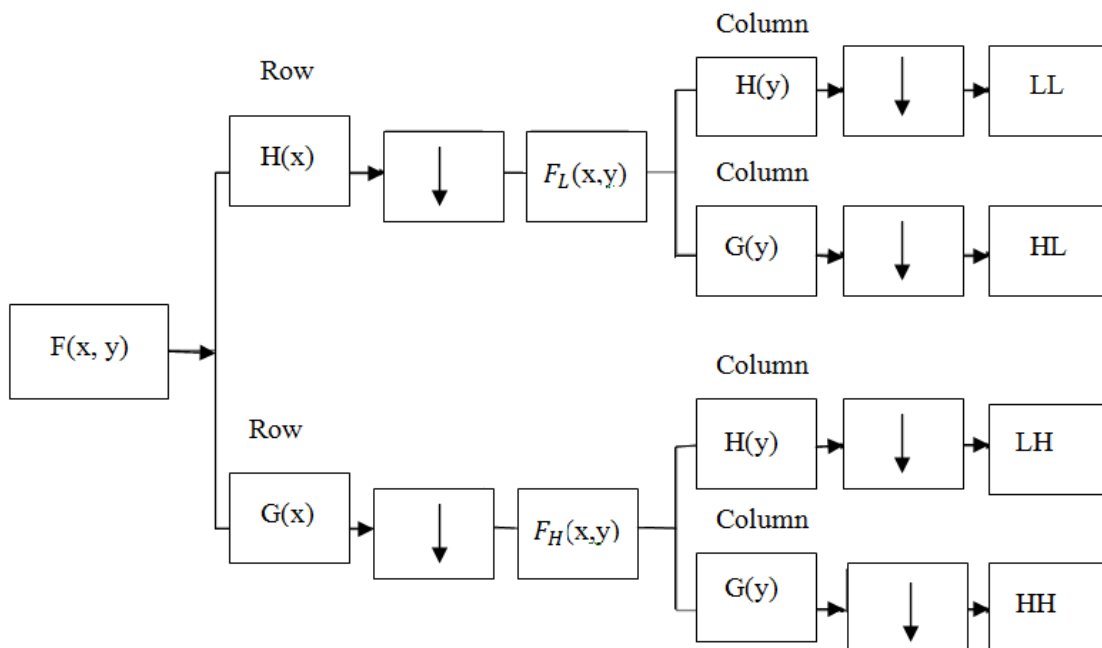 Column
Row
H(y)
LL
H(x)
F_L(x,y)
Column
G(y)
HL
F(x, y)
Column
Row
H(y)
LH
G(x)
F_H(x,y)
Column
G(y)
HH